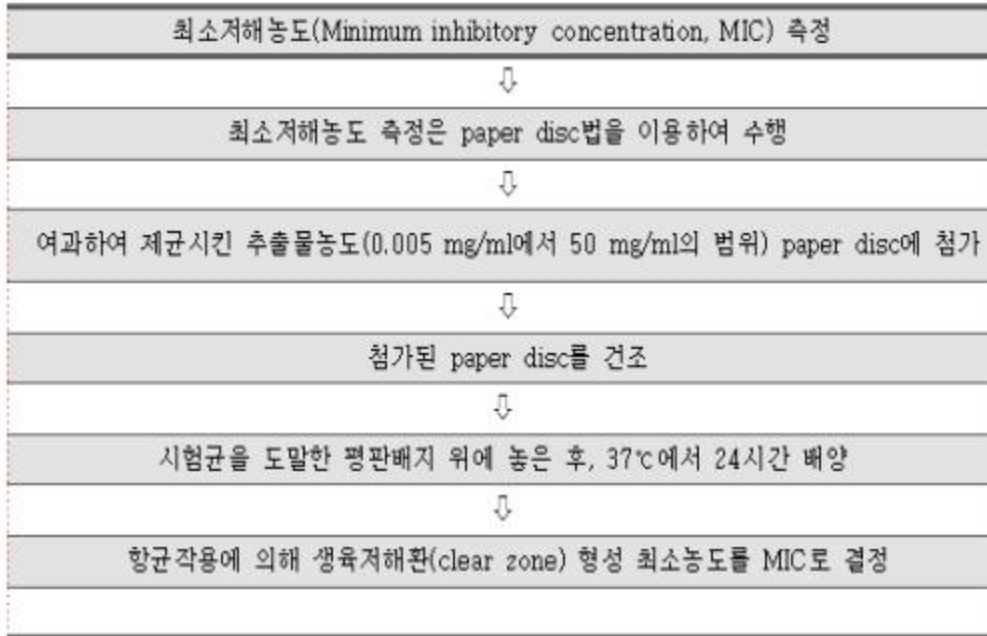 최소저해농도(Minimum inhibitory concentration, MIC) 측정
⇩
최소저해농도 측정은 paper disc법을 이용하여 수행
⇩
여과하여 제균시킨 추출물농도(0.005 mg/ml에서 50 mg/ml의 범위) paper disc에 첨가
⇩
첨가된 paper disc를 건조
⇩
시험균을 도말한 평판배지 위에 놓은 후, 37℃에서 24시간 배양
⇩
항균작용에 의해 생육저해환(clear zone) 형성 최소농도를 MIC로 결정